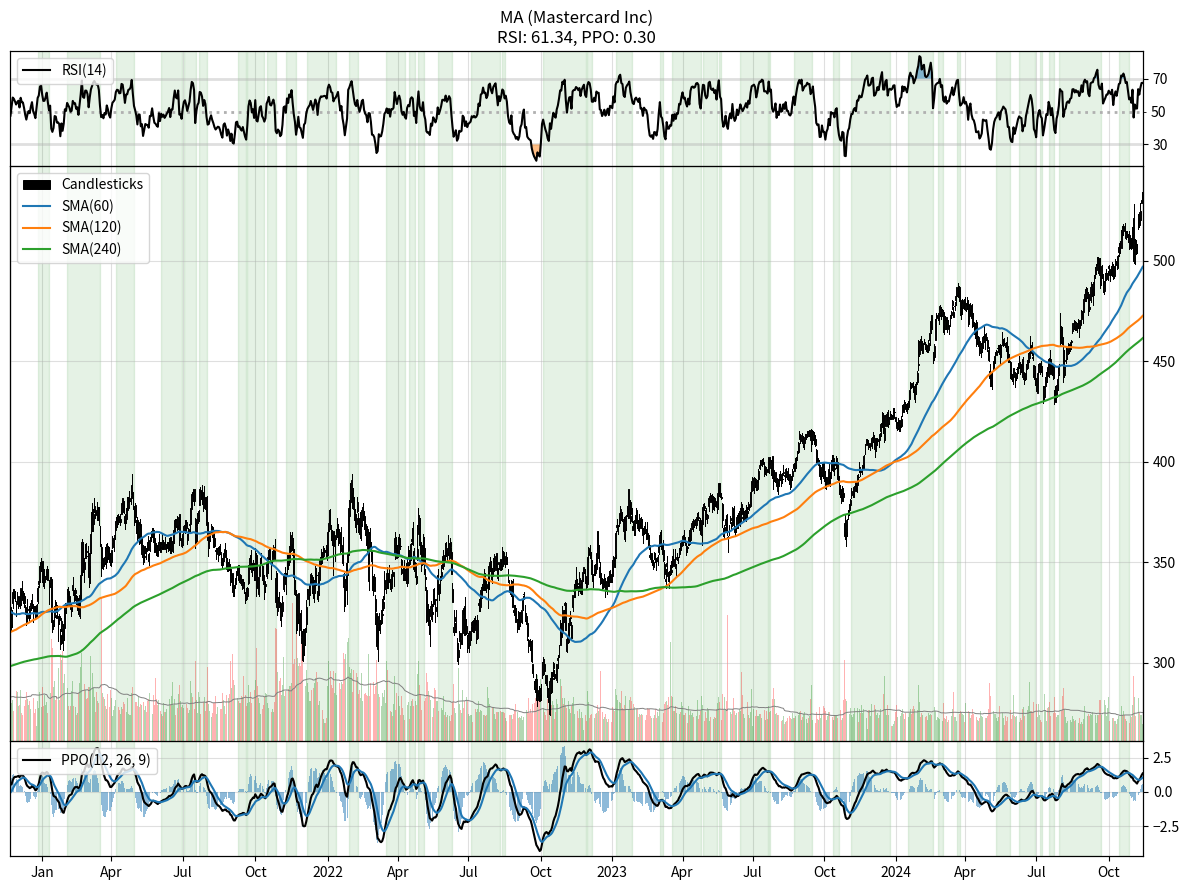 MA (Mastercard Inc)
RSI: 61.34, PPO: 0.30
RSI(14)
70
50
30
Candlesticks
SMA(60)
SMA(120)
SMA(240)
500
450
400
350
300
PPO(12, 26, 9)
2.5
0.0
−2.5
Jan Apr Jul Oct 2022 Apr Jul Oct 2023 Apr Jul Oct 2024 Apr Jul Oct